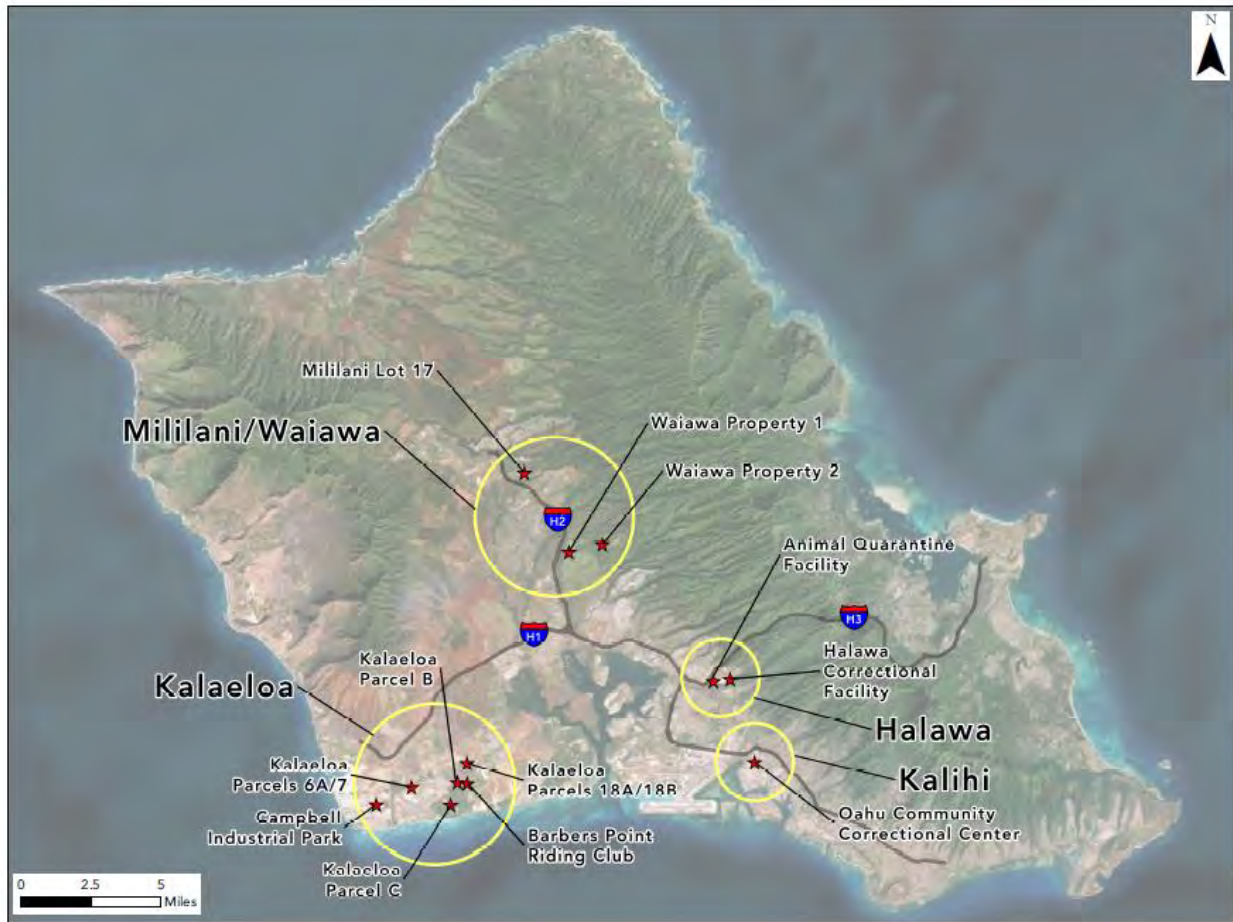 N
Mililani Lot 17
Mililani/Waiawa
Waiawa Property 1
Waiawa Property 2
H2
Animal Quarantine
Facility
H3
H1
Halawa
Correctional
Facility
Kalaeloa
Parcel B
Kalaeloa
Halawa
Kalaeloa
Parcels 6A/7
Kalaeloa
Parcels 18A/18B
Kalihi
Campbell
Industrial Park
Oahu Community
Correctional Center
Barbers Point
Riding Club
Kalaeloa
Parcel C
0 2.5 5
Miles